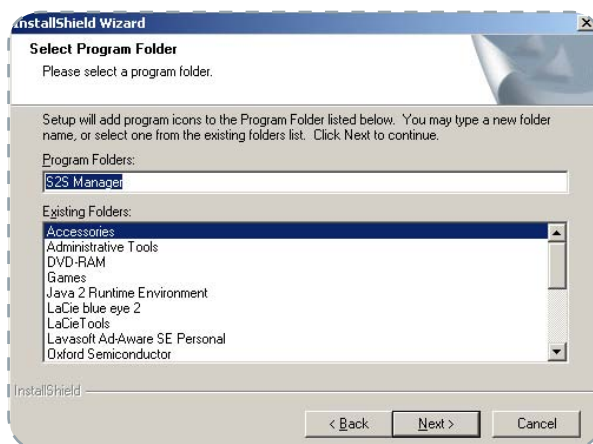 InstallShield Wizard
Select Program Folder
Please select a program folder.
Setup will add program icons to the Program Folder listed below. You may type a new folder
name, or select one from the existing folders list. Click Next to continue.
Program Folders:
S2S Manager
Existing Folders:
Accessories
Administrative Tools
DVD-RAM
Games
Java 2 Runtime Environment
LaCie blue eye 2
LaCieTools
Lavasoft Ad-Aware SE Personal
Oxford Semiconductor
InstallShield
< Back
Next >
Cancel